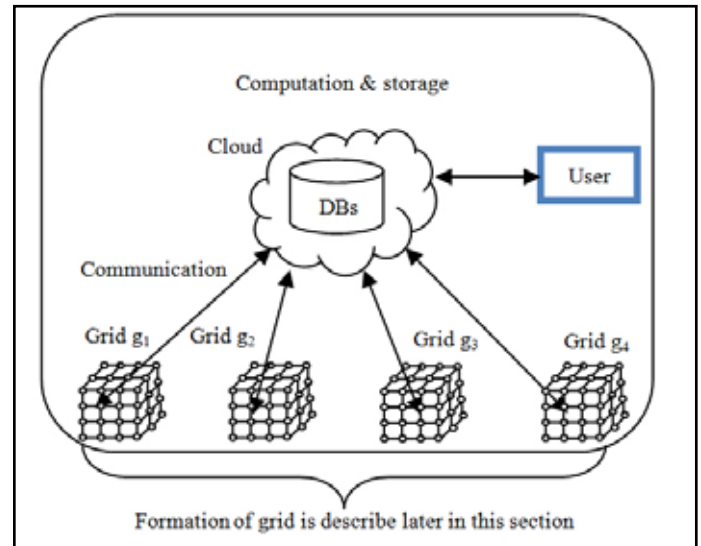 Computation & storage
Cloud
User
DBs
Communication
Grid g₁
Grid g₂
Grid g₃
Grid g₄
Formation of grid is describe later in this section